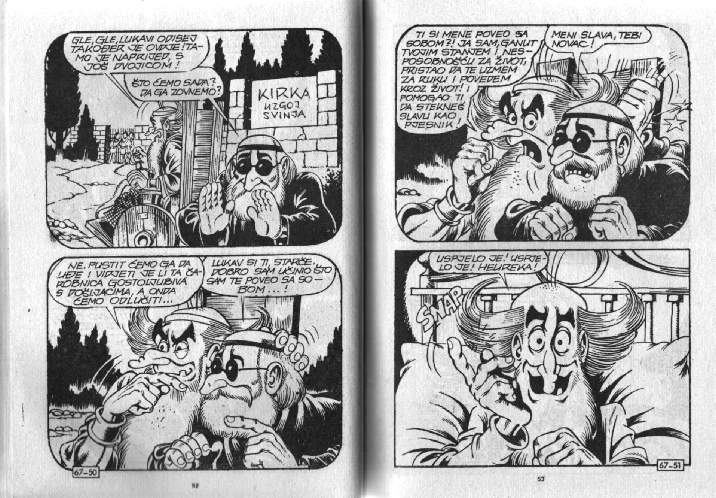 GLE, GLE, LUKAVI ODISEJ
TAKOĐER JE OVDJE! TA-
MO JE NAPRIJED, S
JOŠ DVOJICOM!
ŠTO ĆEMO SADA?
DA GA ZOVNEMO?
KIRKA
UZGOJ
SVINJA
NE. PUSTIT ĆEMO GA DA
UĐE I VIDJETI JE LI TA ČA-
ROBNICA GOSTOLJUBIVA
S DOŠLJACIMA, A ONDA
ĆEMO ODLUČITI...
LUKAV SI TI, STARČE.
DOBRO SAM UČINIO ŠTO
SAM TE POVEO SA SO-
BOM...!
67-50
52
TI SI MENE POVEO SA
SOBOM?! JA SAM, GANUT
TVOJIM STANJEM I NES-
POSOBNOŠĆU ZA ŽIVOT,
PRISTAO DA TE UZMEM
ZA RUKU I POVEDEM
KROZ ŽIVOT! I
POMOGAO TI
DA STEKNEŠ
SLAVU KAO
PJESNIK!
MENI SLAVA, TEBI
NOVAC!
USPJELO JE! USPJE-
LO JE! HEUREKA!
SNAP
67-51
53